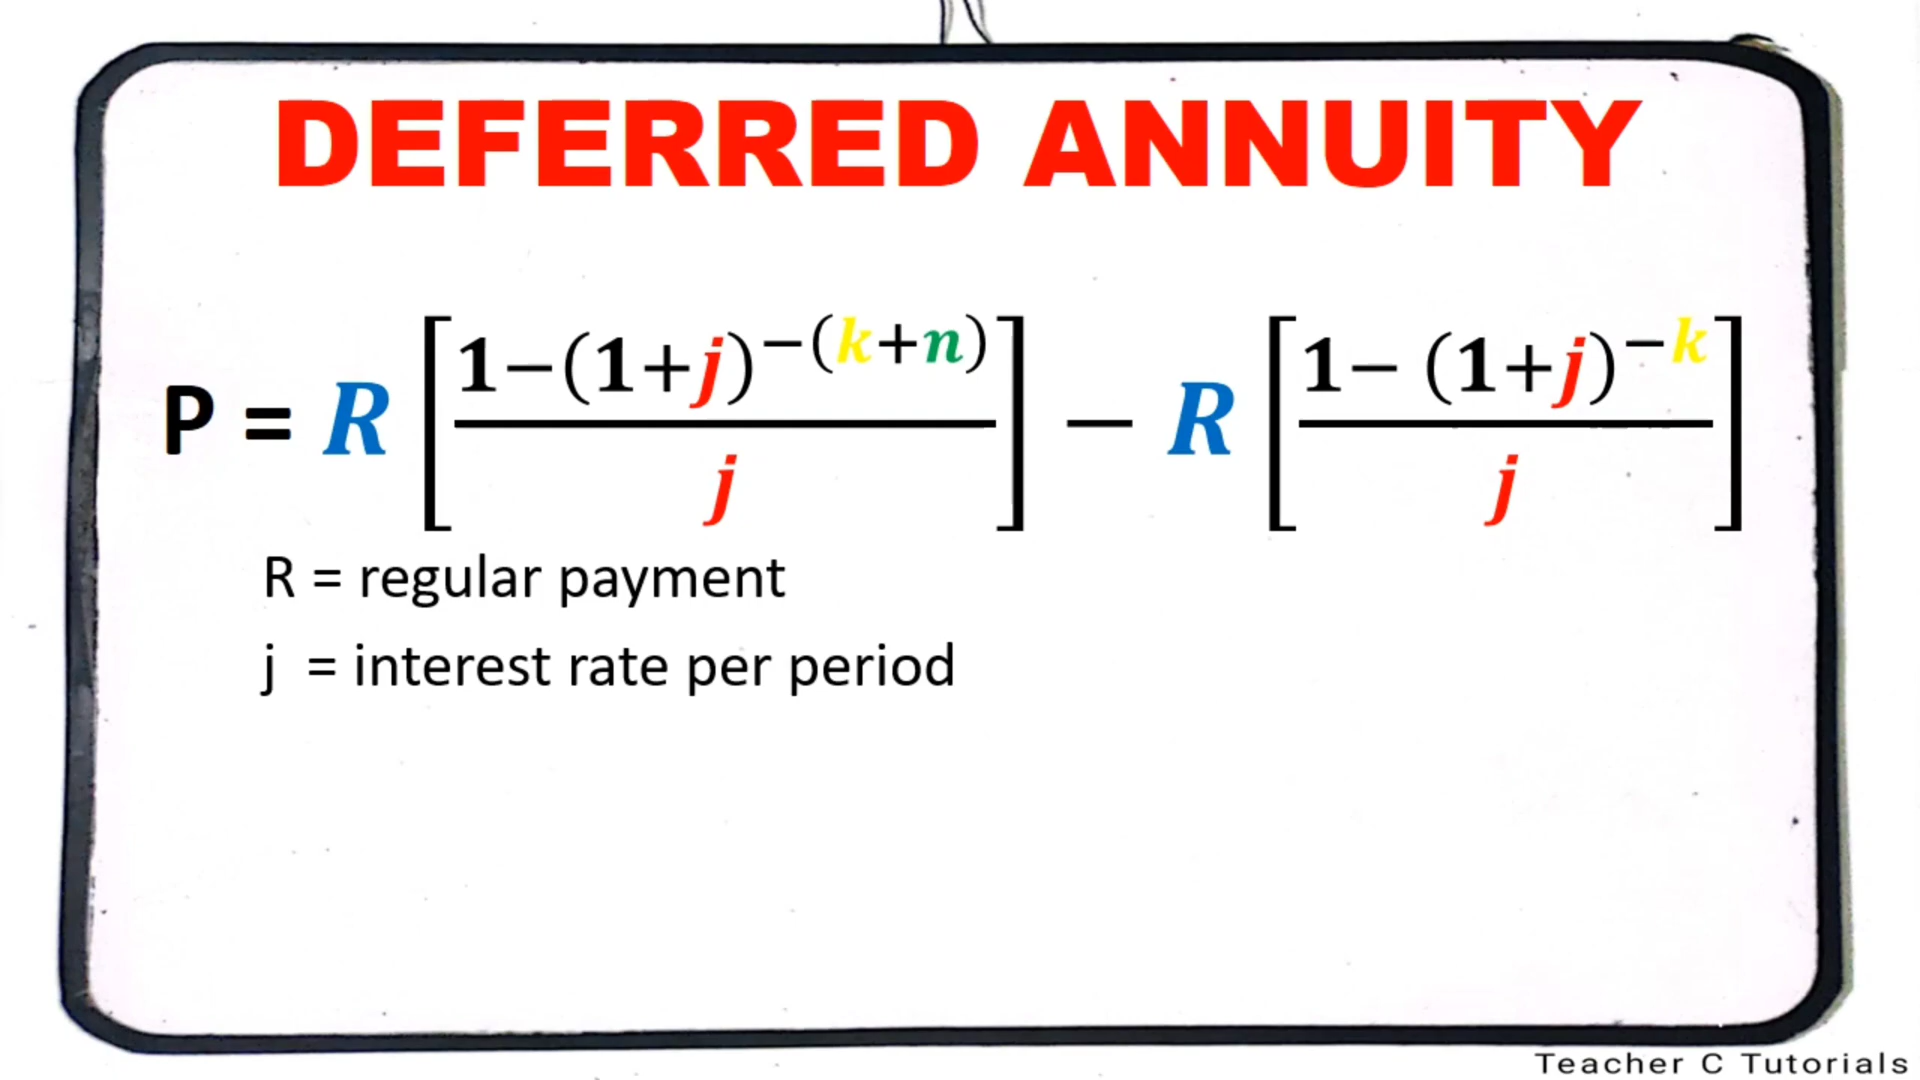 DEFERRED ANNUITY
P = R [ 1−(1+j)^−(k+n) / j ] − R [ 1− (1+j)^−k / j ]
R = regular payment
j = interest rate per period
Teacher C Tutorials